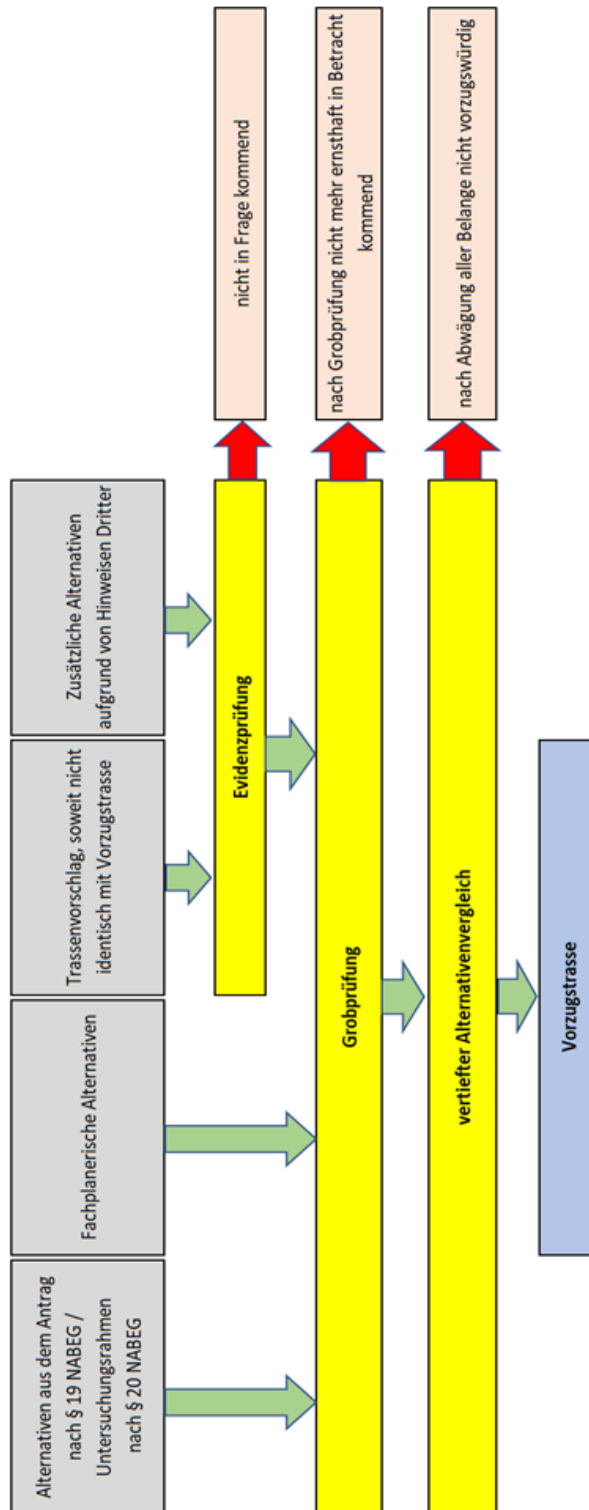 Alternativen aus dem Antrag
nach § 19 NABEG /
Untersuchungsrahmen
nach § 20 NABEG
Fachplanerische Alternativen
Trassenvorschlag, soweit nicht
identisch mit Vorzugstrasse
Zusätzliche Alternativen
aufgrund von Hinweisen Dritter
Evidenzprüfung
nicht in Frage kommend
Grobprüfung
nach Grobprüfung nicht mehr ernsthaft in Betracht
kommend
vertiefter Alternativenvergleich
nach Abwägung aller Belange nicht vorzugswürdig
Vorzugstrasse